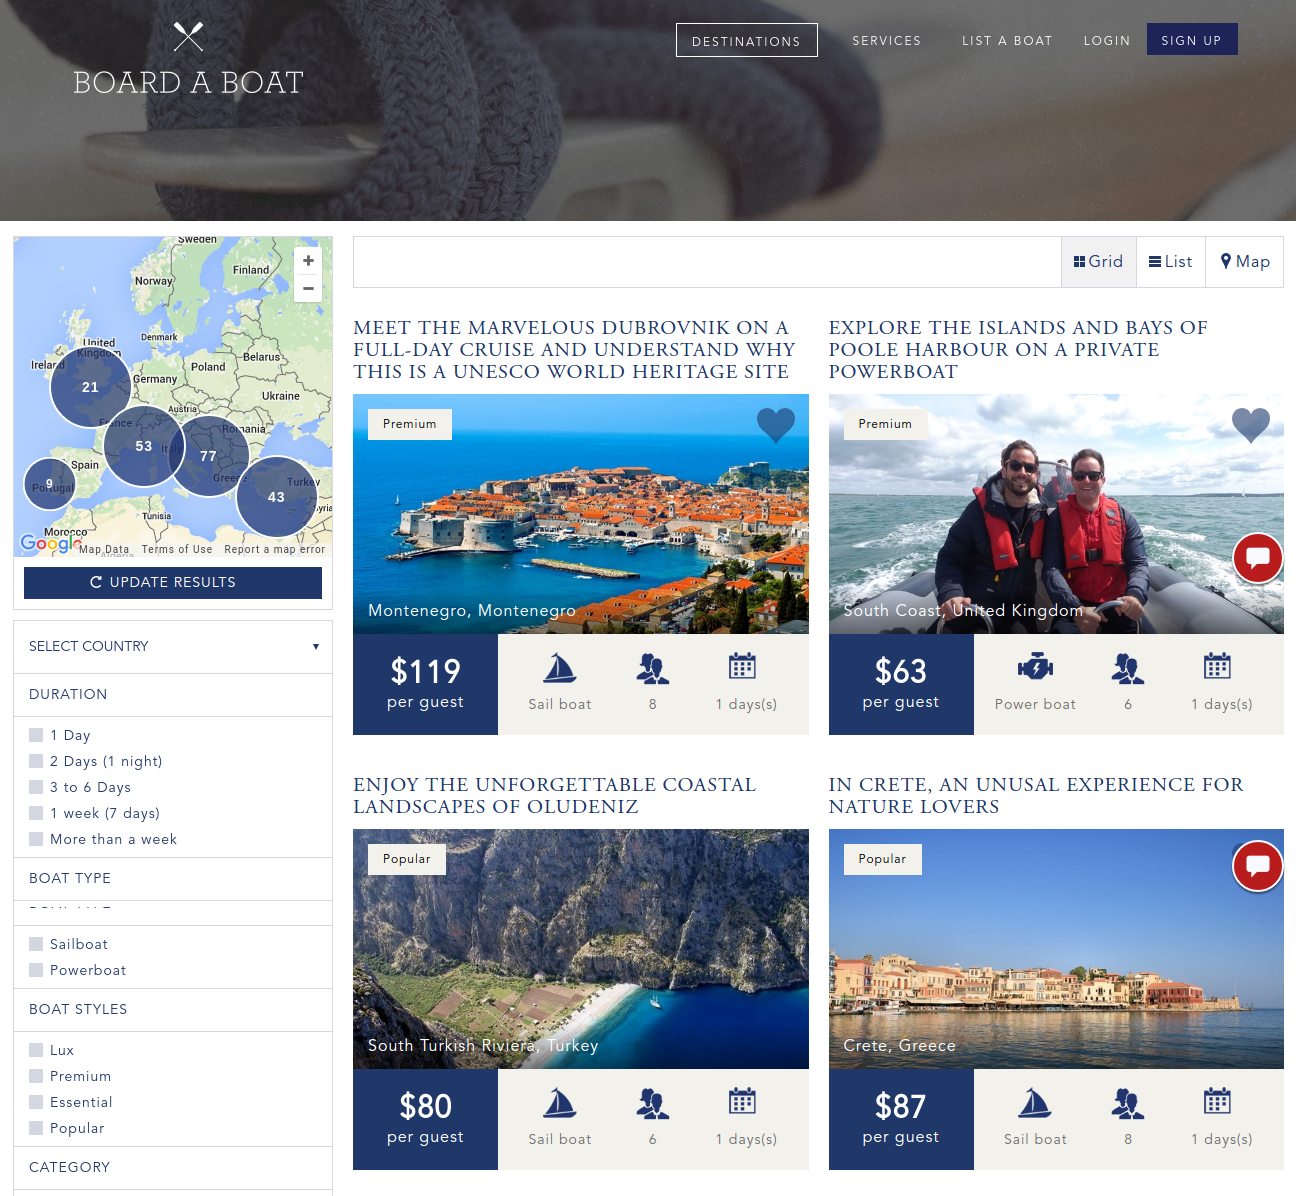 BOARD A BOAT
DESTINATIONS
SERVICES
LIST A BOAT
LOGIN
SIGN UP
Sweden
Finland
Norway
Denmark
United
Kingdom
Ireland
Belarus
Poland
Germany
21
Ukraine
Austria
France
Romania
53
Italy
77
Spain
Portugal
9
Greece
Turkey
43
Tunisia
Syria
Morocco
Algeria
Google
Map Data
Terms of Use
Report a map error
UPDATE RESULTS
SELECT COUNTRY
DURATION
1 Day
2 Days (1 night)
3 to 6 Days
1 week (7 days)
More than a week
BOAT TYPE
Sailboat
Powerboat
BOAT STYLES
Lux
Premium
Essential
Popular
CATEGORY
Grid
List
Map
MEET THE MARVELOUS DUBROVNIK ON A
FULL-DAY CRUISE AND UNDERSTAND WHY
THIS IS A UNESCO WORLD HERITAGE SITE
Premium
Montenegro, Montenegro
$119
per guest
Sail boat
8
1 days(s)
EXPLORE THE ISLANDS AND BAYS OF
POOLE HARBOUR ON A PRIVATE
POWERBOAT
Premium
South Coast, United Kingdom
$63
per guest
Power boat
6
1 days(s)
ENJOY THE UNFORGETTABLE COASTAL
LANDSCAPES OF OLUDENIZ
Popular
South Turkish Riviera, Turkey
$80
per guest
Sail boat
6
1 days(s)
IN CRETE, AN UNUSAL EXPERIENCE FOR
NATURE LOVERS
Popular
Crete, Greece
$87
per guest
Sail boat
8
1 days(s)